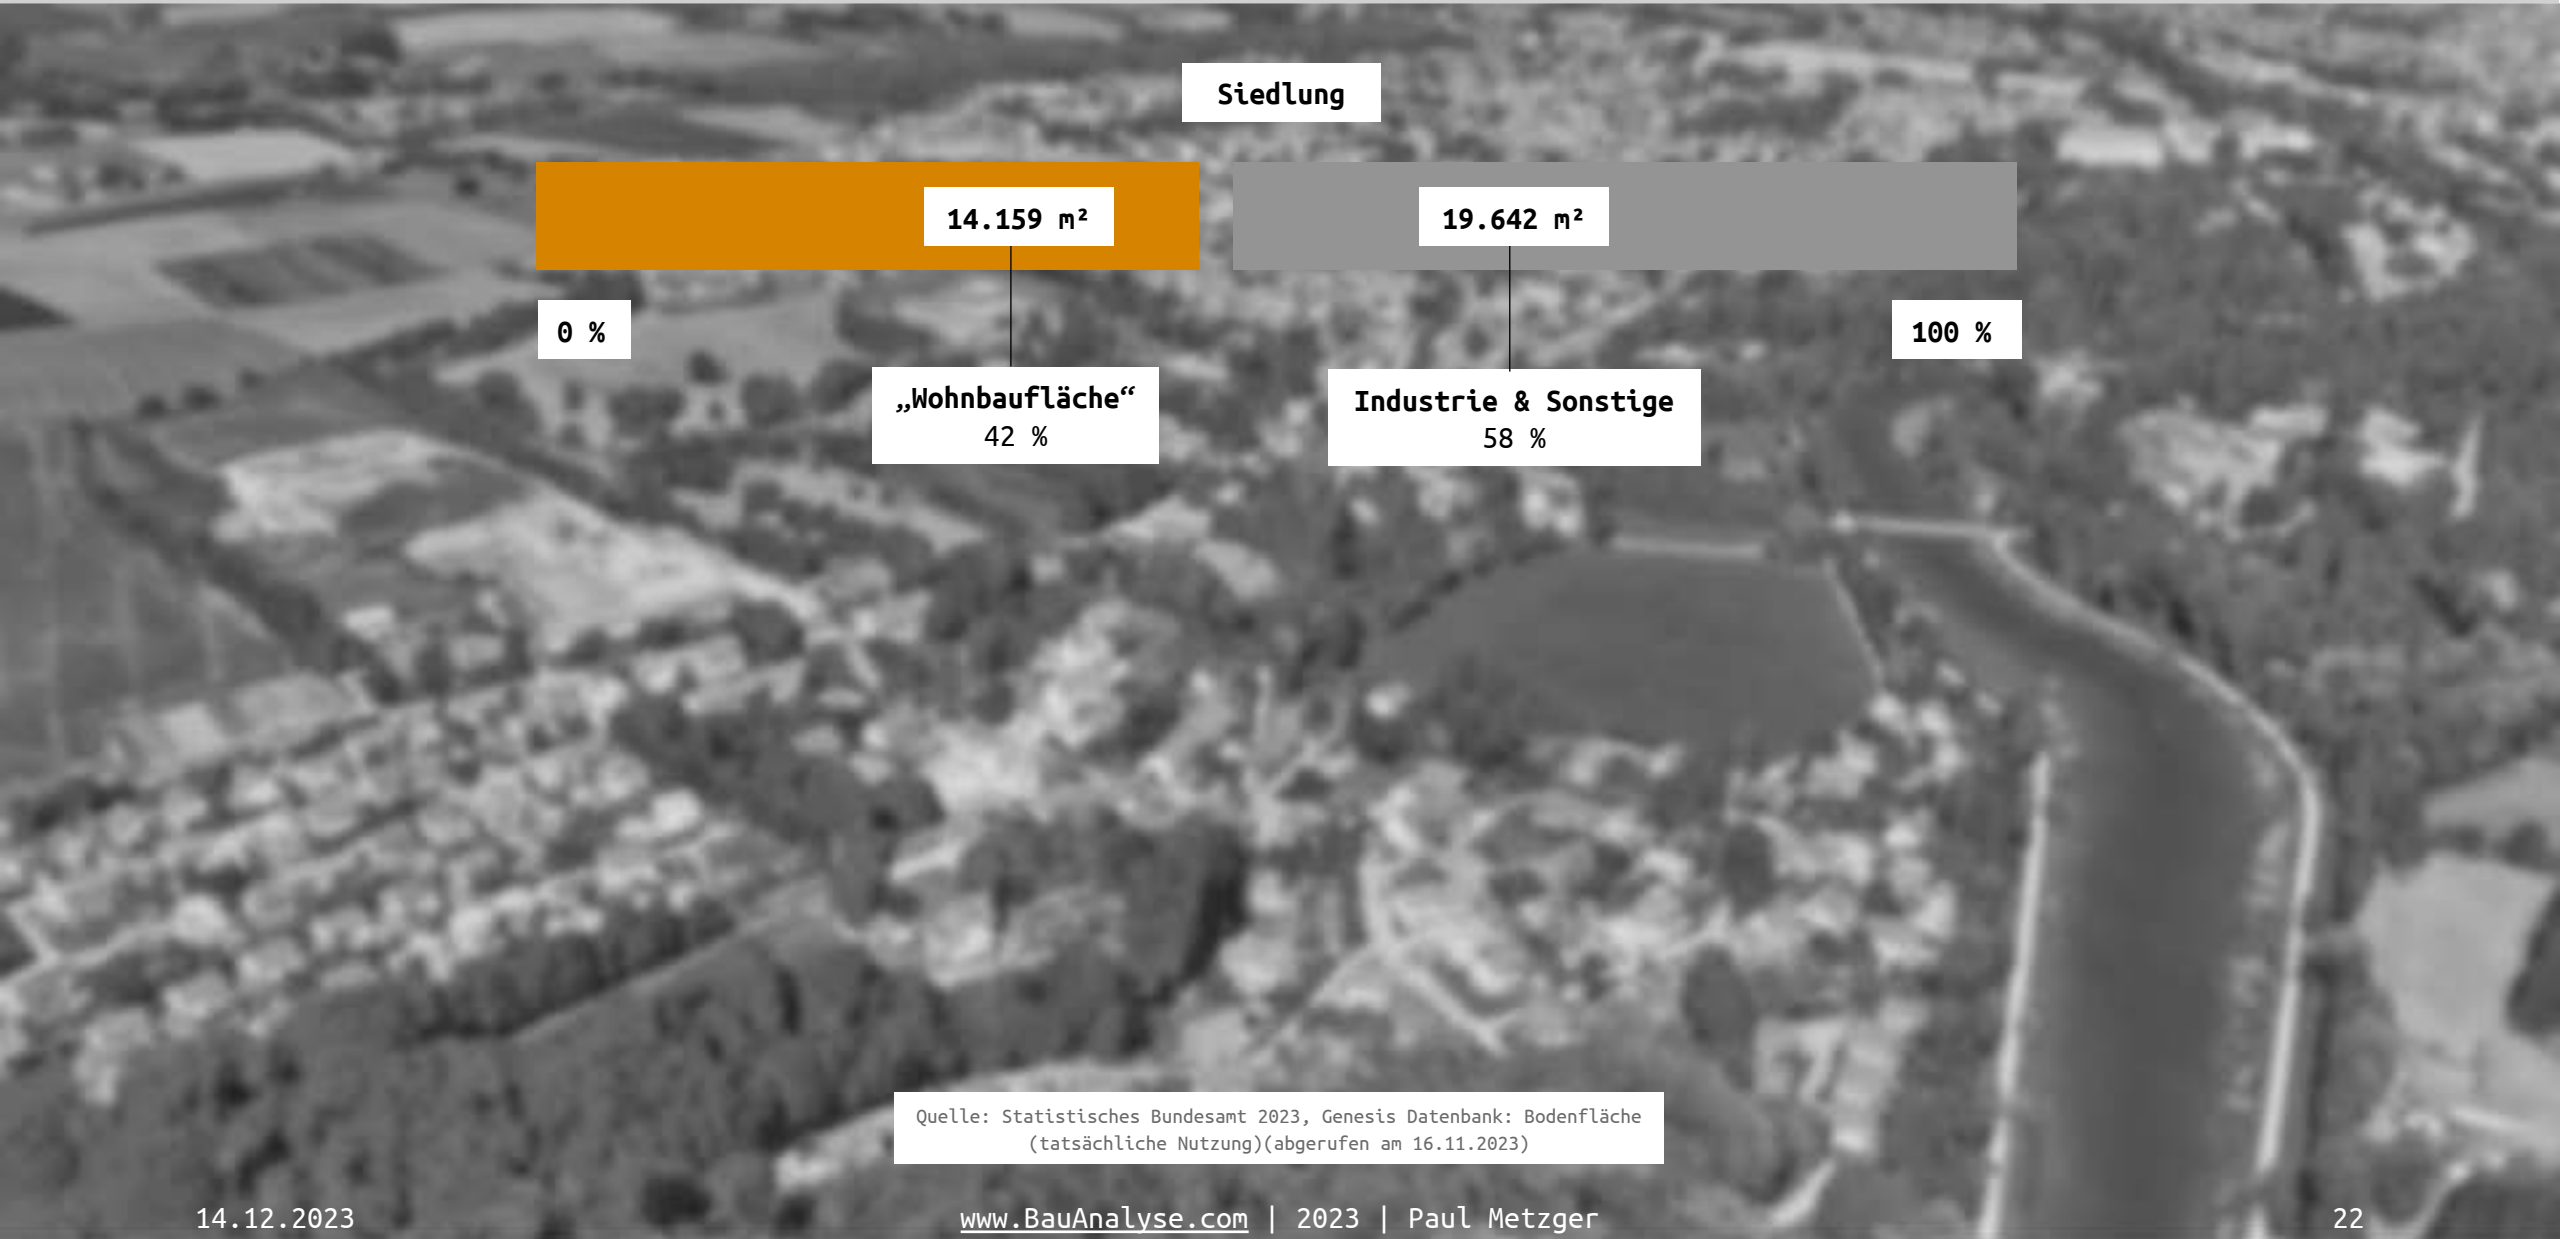 Siedlung
14.159 m²
19.642 m²
0 %
100 %
„Wohnbaufläche“
42 %
Industrie & Sonstige
58 %
Quelle: Statistisches Bundesamt 2023, Genesis Datenbank: Bodenfläche
(tatsächliche Nutzung)(abgerufen am 16.11.2023)
14.12.2023
www.BauAnalyse.com | 2023 | Paul Metzger
22